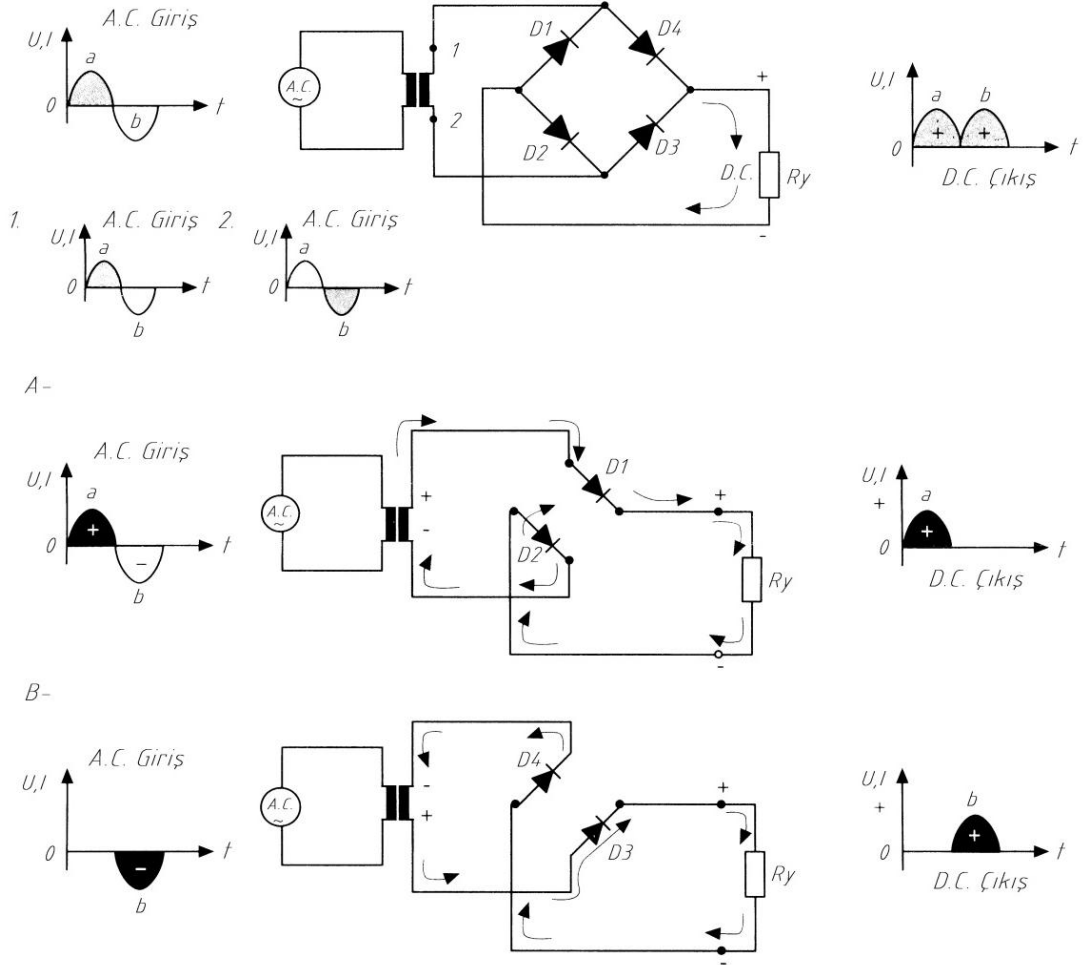 A.C. Giriş
U,I
a
0
b
t
A.C.
~
1
2
D1
D4
D2
D3
+
D.C.
Ry
-
U,I
a
b
+
+
0
t
D.C. Çıkış
1.
A.C. Giriş
U,I
a
0
t
b
2.
A.C. Giriş
U,I
a
0
t
b
A-
A.C. Giriş
U,I
a
+
0
-
t
b
A.C.
~
+
-
D1
D2
+
Ry
-
U,I
+
a
+
0
t
D.C. Çıkış
B-
A.C. Giriş
U,I
0
-
t
b
A.C.
~
-
+
D4
D3
+
Ry
-
U,I
+
b
+
0
t
D.C. Çıkış